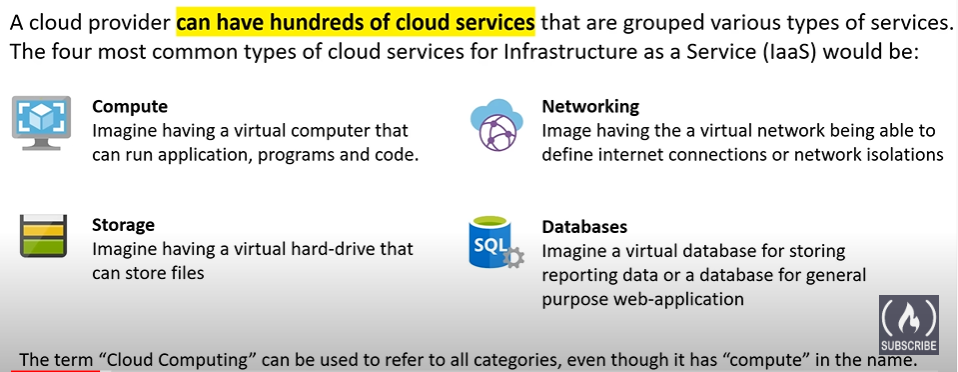 A cloud provider can have hundreds of cloud services that are grouped various types of services.
The four most common types of cloud services for Infrastructure as a Service (IaaS) would be:
Compute
Imagine having a virtual computer that
can run application, programs and code.
Networking
Image having the a virtual network being able to
define internet connections or network isolations
Storage
Imagine having a virtual hard-drive that
can store files
SQL
Databases
Imagine a virtual database for storing
reporting data or a database for general
purpose web-application
SUBSCRIBE
The term “Cloud Computing” can be used to refer to all categories, even though it has “compute” in the name.